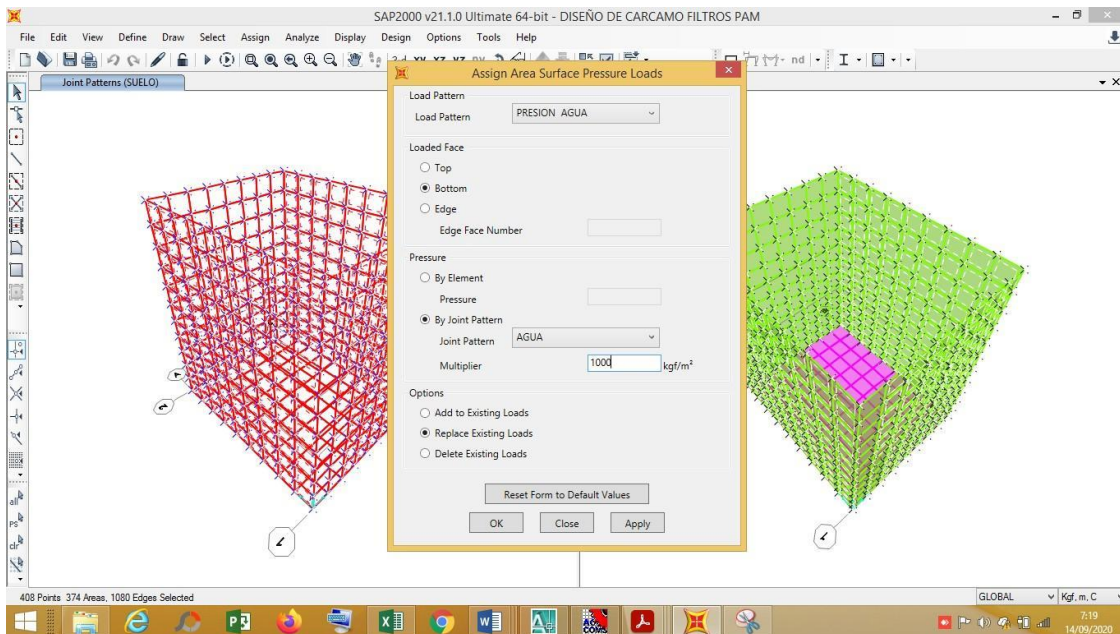 SAP2000 v21.1.0 Ultimate 64-bit - DISEÑO DE CARCAMO FILTROS PAM
File Edit View Define Draw Select Assign Analyze Display Design Options Tools Help
nd
Joint Patterns (SUELO)
Assign Area Surface Pressure Loads
Load Pattern
Load Pattern PRESION AGUA
Loaded Face
Top
Bottom
Edge
Edge Face Number
Pressure
By Element
Pressure
By Joint Pattern
Joint Pattern AGUA
Multiplier 1000 kgf/m²
Options
Add to Existing Loads
Replace Existing Loads
Delete Existing Loads
Reset Form to Default Values
OK Close Apply
all
PS
clr
408 Points, 374 Areas, 1080 Edges Selected
GLOBAL Kgf, m, C
7:19
14/09/2020